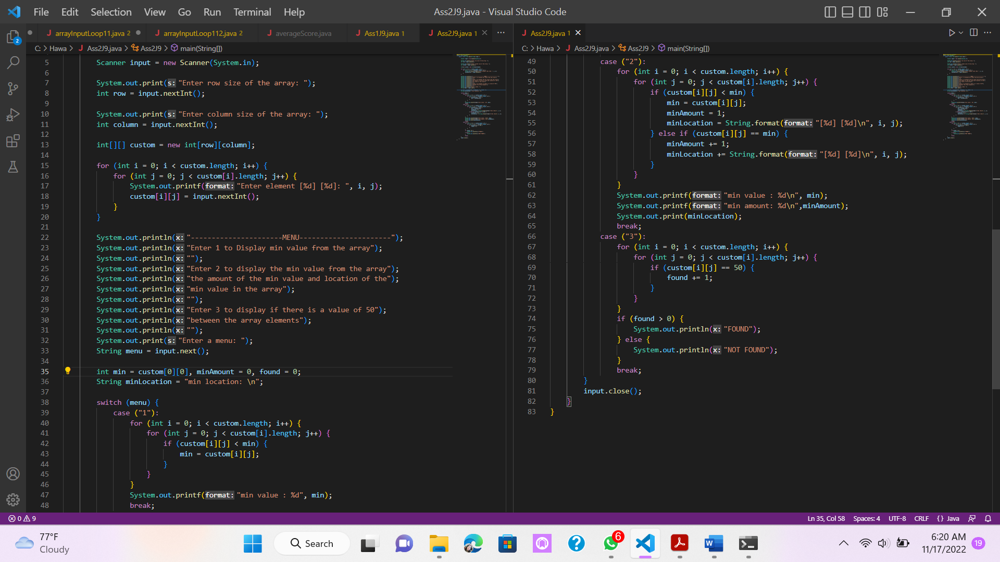 File Edit Selection View Go Run Terminal Help Ass2J9.java - Visual Studio Code
arrayInputLoop11.java 2 arrayInputLoop112.java 2 averageScore.java Ass1J9.java 1 Ass2J9.java 1
C: > Hawa > Ass2J9.java > Ass2J9 > main(String[])
5 Scanner input = new Scanner(System.in);
6
7 System.out.print(s: "Enter row size of the array: ");
8 int row = input.nextInt();
9
10 System.out.print(s: "Enter column size of the array: ");
11 int column = input.nextInt();
12
13 int[][] custom = new int[row][column];
14
15 for (int i = 0; i < custom.length; i++) {
16 for (int j = 0; j < custom[i].length; j++) {
17 System.out.printf(format: "Enter element [%d] [%d]: ", i, j);
18 custom[i][j] = input.nextInt();
19 }
20 }
21
22 System.out.println(x: "----------------------MENU----------------------");
23 System.out.println(x: "Enter 1 to Display min value from the array");
24 System.out.println(x: "");
25 System.out.println(x: "Enter 2 to display the min value from the array");
26 System.out.println(x: "the amount of the min value and location of the");
27 System.out.println(x: "min value in the array");
28 System.out.println(x: "");
29 System.out.println(x: "Enter 3 to display if there is a value of 50");
30 System.out.println(x: "between the array elements");
31 System.out.println(x: "");
32 System.out.print(s: "Enter a menu: ");
33 String menu = input.next();
34
35 int min = custom[0][0], minAmount = 0, found = 0;
36 String minLocation = "min location: \n";
37
38 switch (menu) {
39 case ("1"):
40 for (int i = 0; i < custom.length; i++) {
41 for (int j = 0; j < custom[i].length; j++) {
42 if (custom[i][j] < min) {
43 min = custom[i][j];
44 }
45 }
46 }
47 System.out.printf(format: "min value : %d", min);
48 break;
Ass2J9.java 1
C: > Hawa > Ass2J9.java > Ass2J9 > main(String[])
49 case ("2"):
50 for (int i = 0; i < custom.length; i++) {
51 for (int j = 0; j < custom[i].length; j++) {
52 if (custom[i][j] < min) {
53 min = custom[i][j];
54 minAmount = 1;
55 minLocation = String.format(format: "[%d] [%d]\n", i, j);
56 } else if (custom[i][j] == min) {
57 minAmount += 1;
58 minLocation += String.format(format: "[%d] [%d]\n", i, j);
59 }
60 }
61 }
62 System.out.printf(format: "min value : %d\n", min);
63 System.out.printf(format: "min amount: %d\n",minAmount);
64 System.out.print(minLocation);
65 break;
66 case ("3"):
67 for (int i = 0; i < custom.length; i++) {
68 for (int j = 0; j < custom[i].length; j++) {
69 if (custom[i][j] == 50) {
70 found += 1;
71 }
72 }
73 }
74 if (found > 0) {
75 System.out.println(x: "FOUND");
76 } else {
77 System.out.println(x: "NOT FOUND");
78 }
79 break;
80 }
81 input.close();
82 }
83 }
2
0 9 Ln 35, Col 58 Spaces: 4 UTF-8 CRLF {} Java
77°F
Cloudy
Search
6
6:20 AM
11/17/2022
19